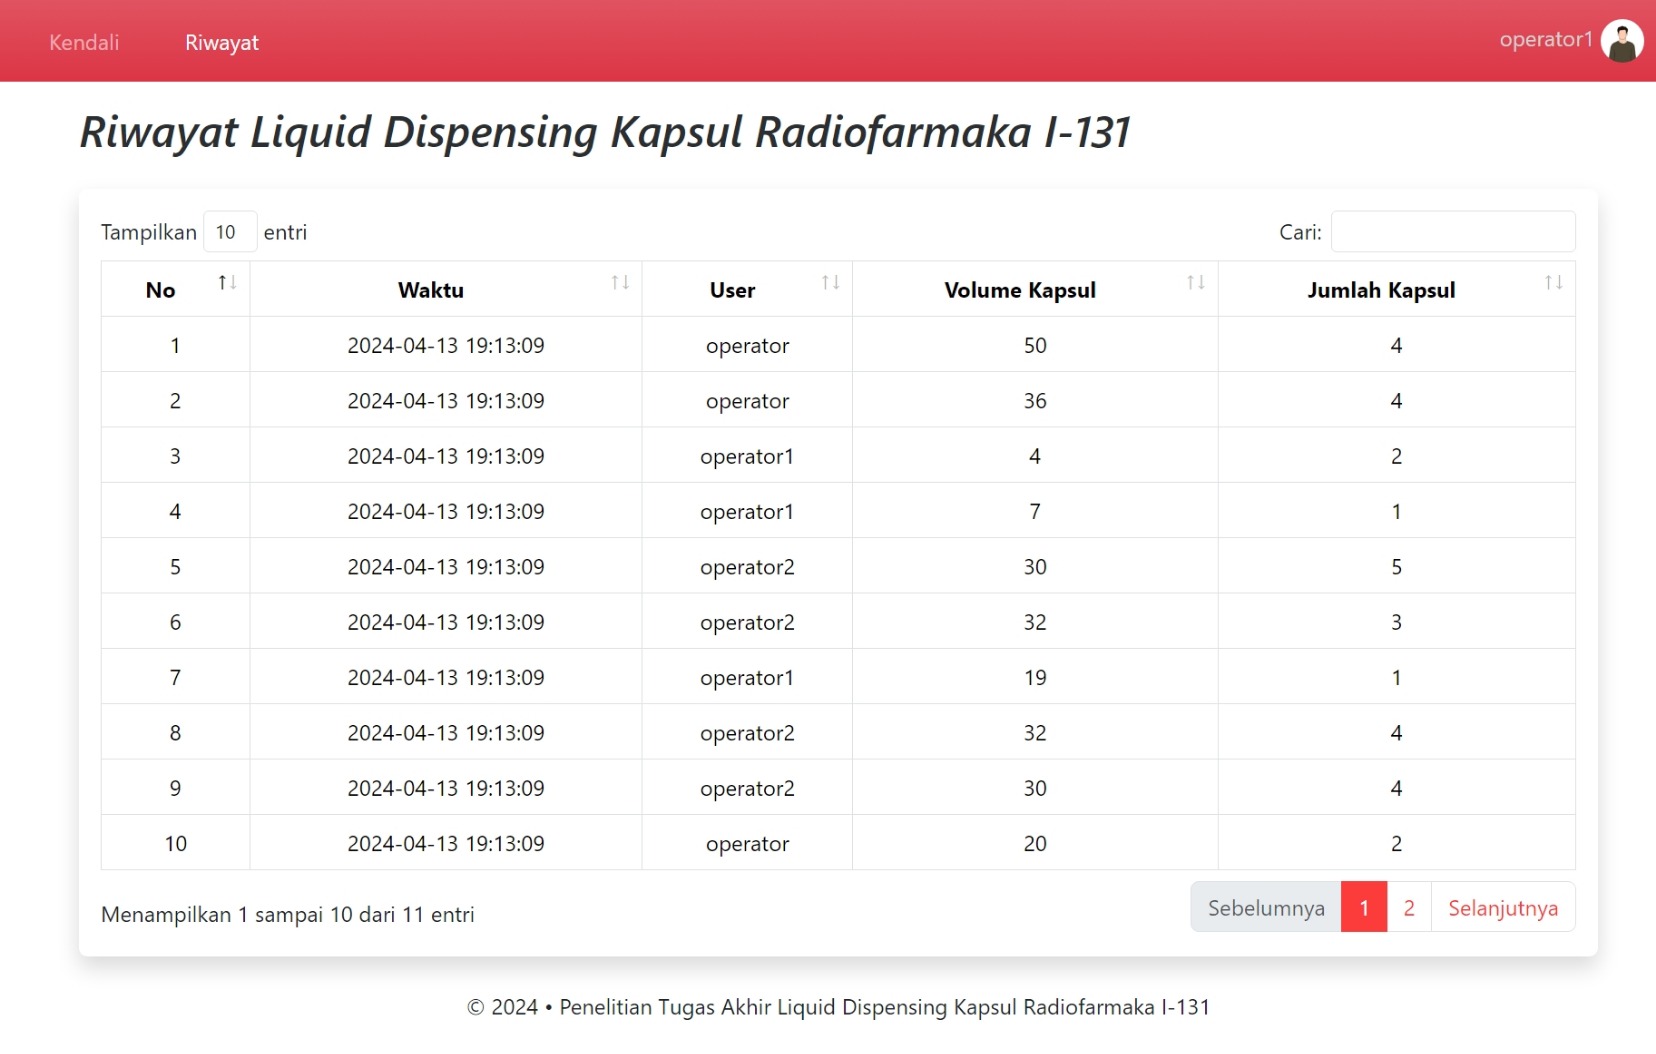 Kendali Riwayat operator1
Riwayat Liquid Dispensing Kapsul Radiofarmaka I-131
Tampilkan 10 entri Cari:
No Waktu User Volume Kapsul Jumlah Kapsul
1 2024-04-13 19:13:09 operator 50 4
2 2024-04-13 19:13:09 operator 36 4
3 2024-04-13 19:13:09 operator1 4 2
4 2024-04-13 19:13:09 operator1 7 1
5 2024-04-13 19:13:09 operator2 30 5
6 2024-04-13 19:13:09 operator2 32 3
7 2024-04-13 19:13:09 operator1 19 1
8 2024-04-13 19:13:09 operator2 32 4
9 2024-04-13 19:13:09 operator2 30 4
10 2024-04-13 19:13:09 operator 20 2
Menampilkan 1 sampai 10 dari 11 entri Sebelumnya 1 2 Selanjutnya
© 2024 • Penelitian Tugas Akhir Liquid Dispensing Kapsul Radiofarmaka I-131